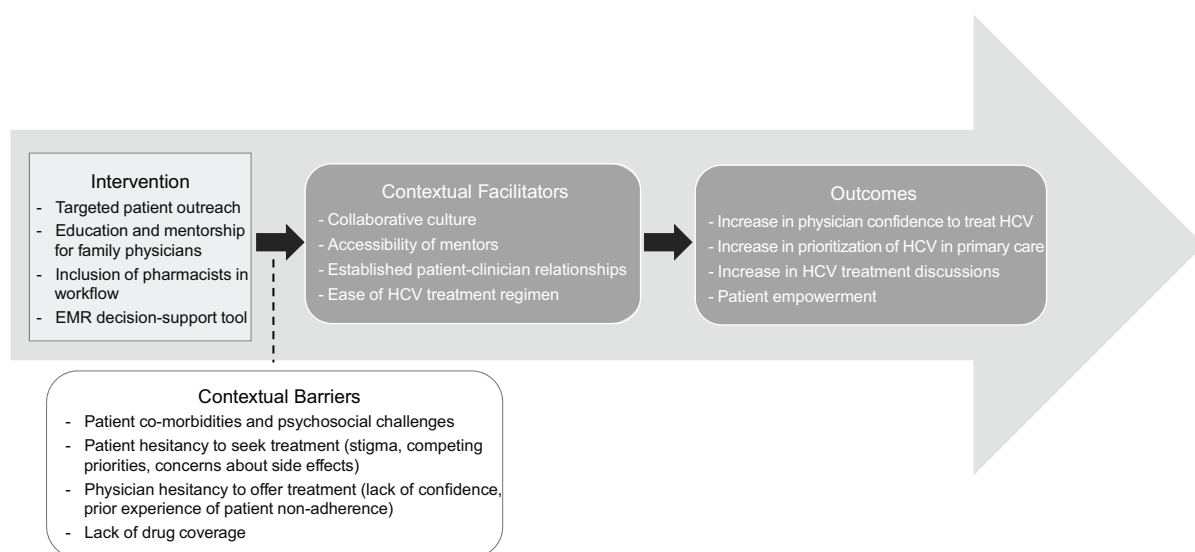 Intervention
- Targeted patient outreach
- Education and mentorship
for family physicians
- Inclusion of pharmacists in
workflow
- EMR decision-support tool
Contextual Facilitators
- Collaborative culture
- Accessibility of mentors
- Established patient-clinician relationships
- Ease of HCV treatment regimen
Outcomes
- Increase in physician confidence to treat HCV
- Increase in prioritization of HCV in primary care
- Increase in HCV treatment discussions
- Patient empowerment
Contextual Barriers
- Patient co-morbidities and psychosocial challenges
- Patient hesitancy to seek treatment (stigma, competing
priorities, concerns about side effects)
- Physician hesitancy to offer treatment (lack of confidence,
prior experience of patient non-adherence)
- Lack of drug coverage